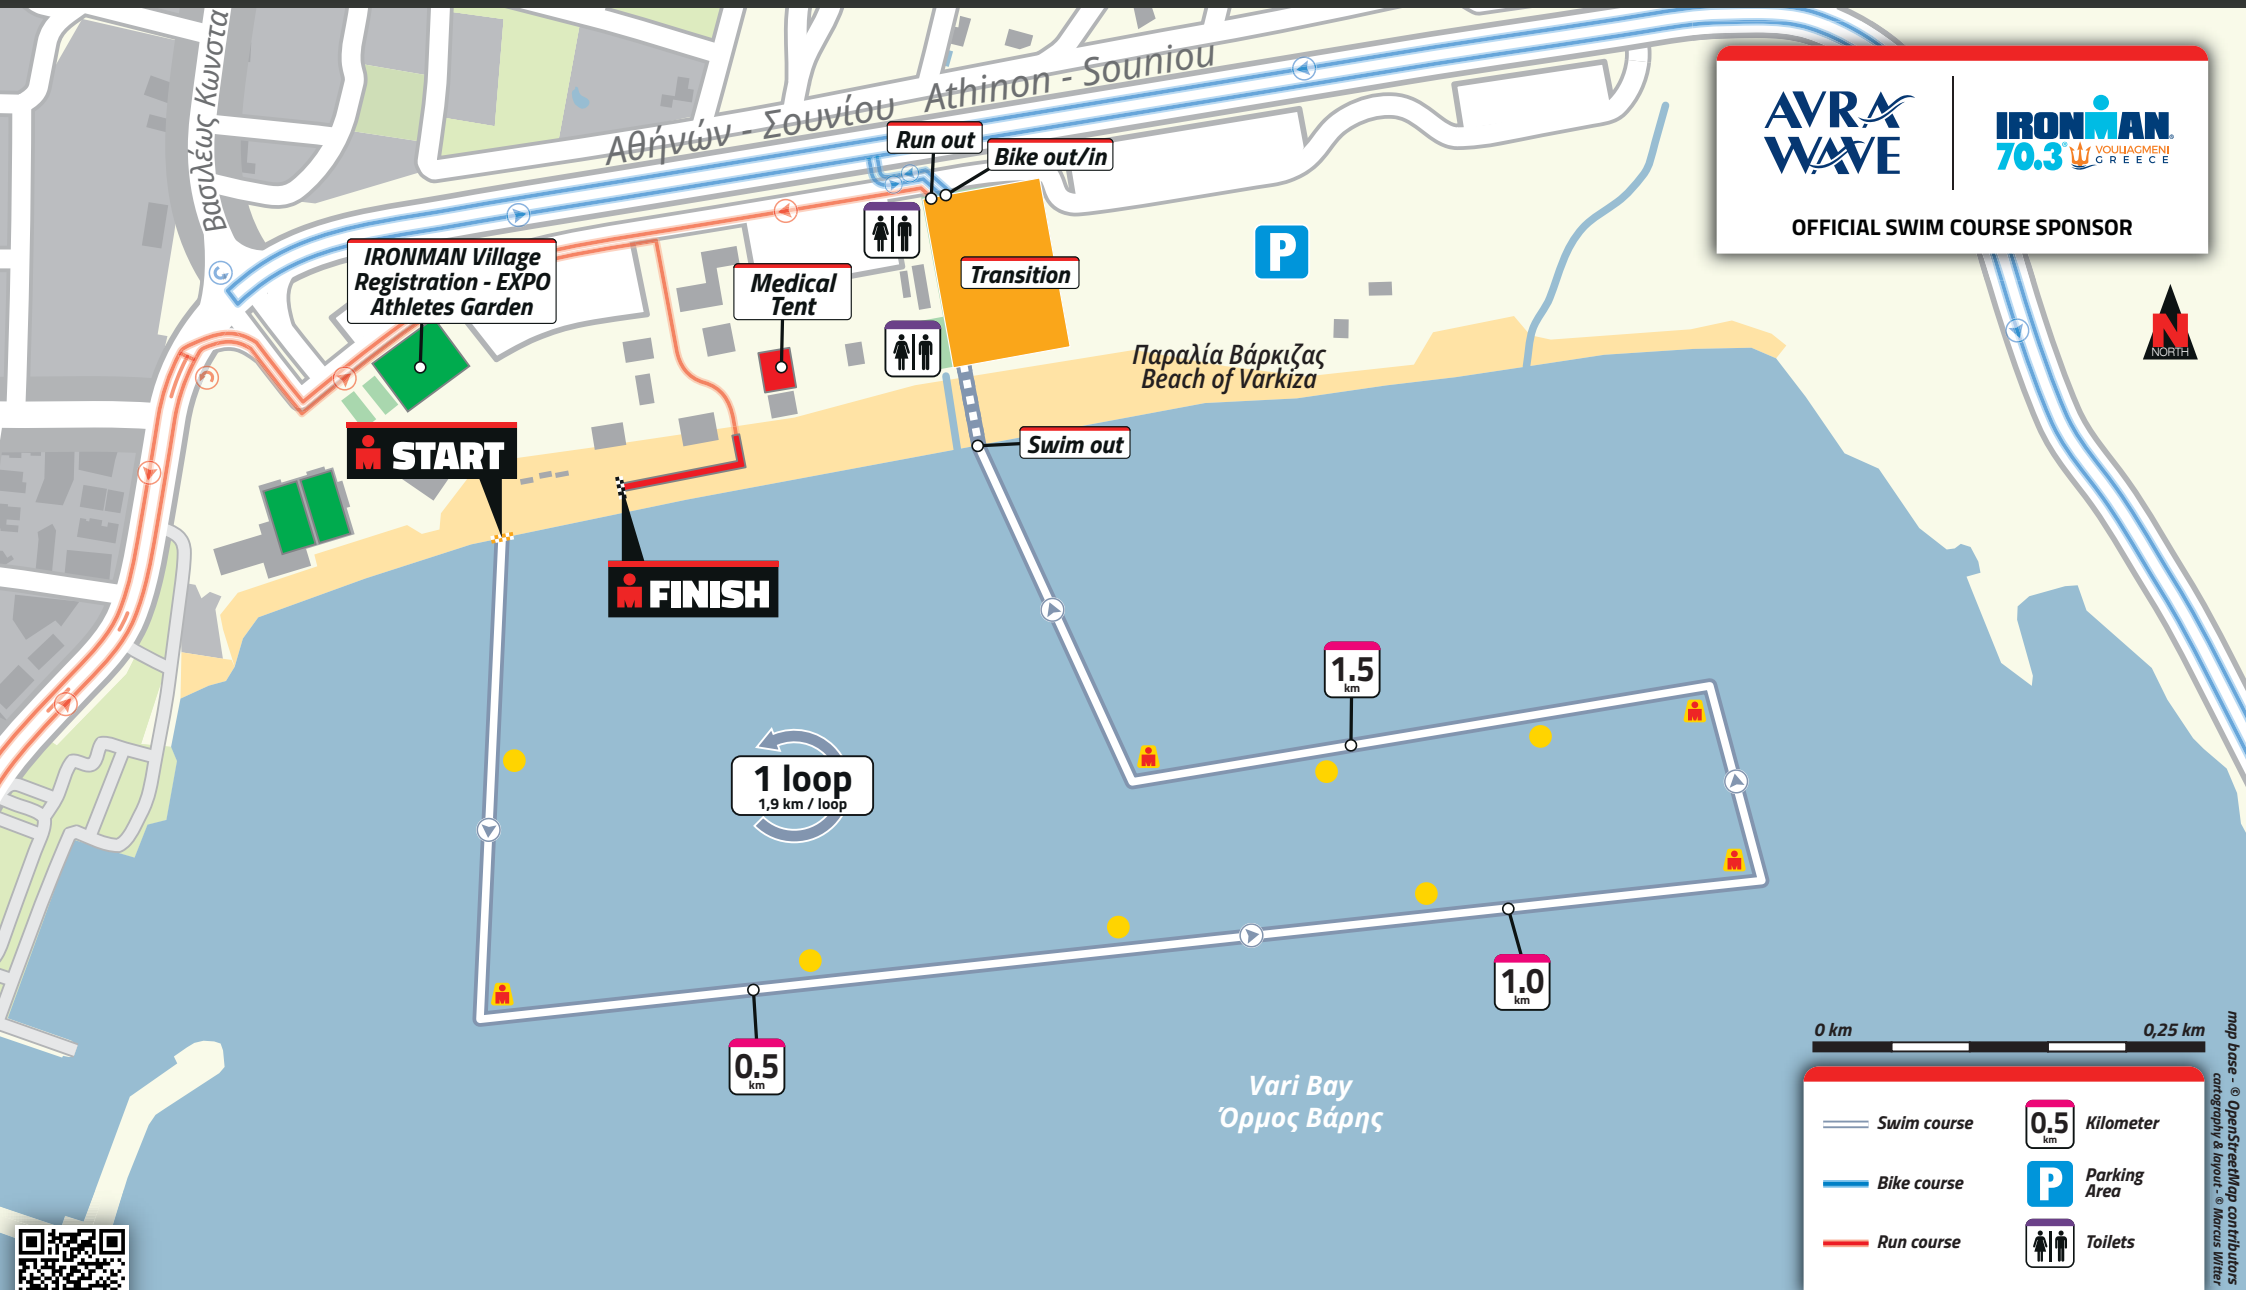 Βασιλέως Κωνστα
Αθήνών - Σουνίου Athinon - Souniou
Run out
Bike out/in
AVRA
WAVE
IRONMAN
70.3
VOULIAGMENI
GREECE
OFFICIAL SWIM COURSE SPONSOR
IRONMAN Village
Registration - EXPO
Athletes Garden
Medical
Tent
Transition
P
N
NORTH
Παραλία Βάρκιζας
Beach of Varkiza
START
Swim out
FINISH
1.5
km
1 loop
1,9 km / loop
1.0
km
0.5
km
Vari Bay
Όρμος Βάρης
0 km
0,25 km
Swim course
0.5
km
Kilometer
Bike course
P
Parking
Area
Run course
Toilets
map base - © OpenStreetMap contributors
cartography & layout - © Marcus Witter